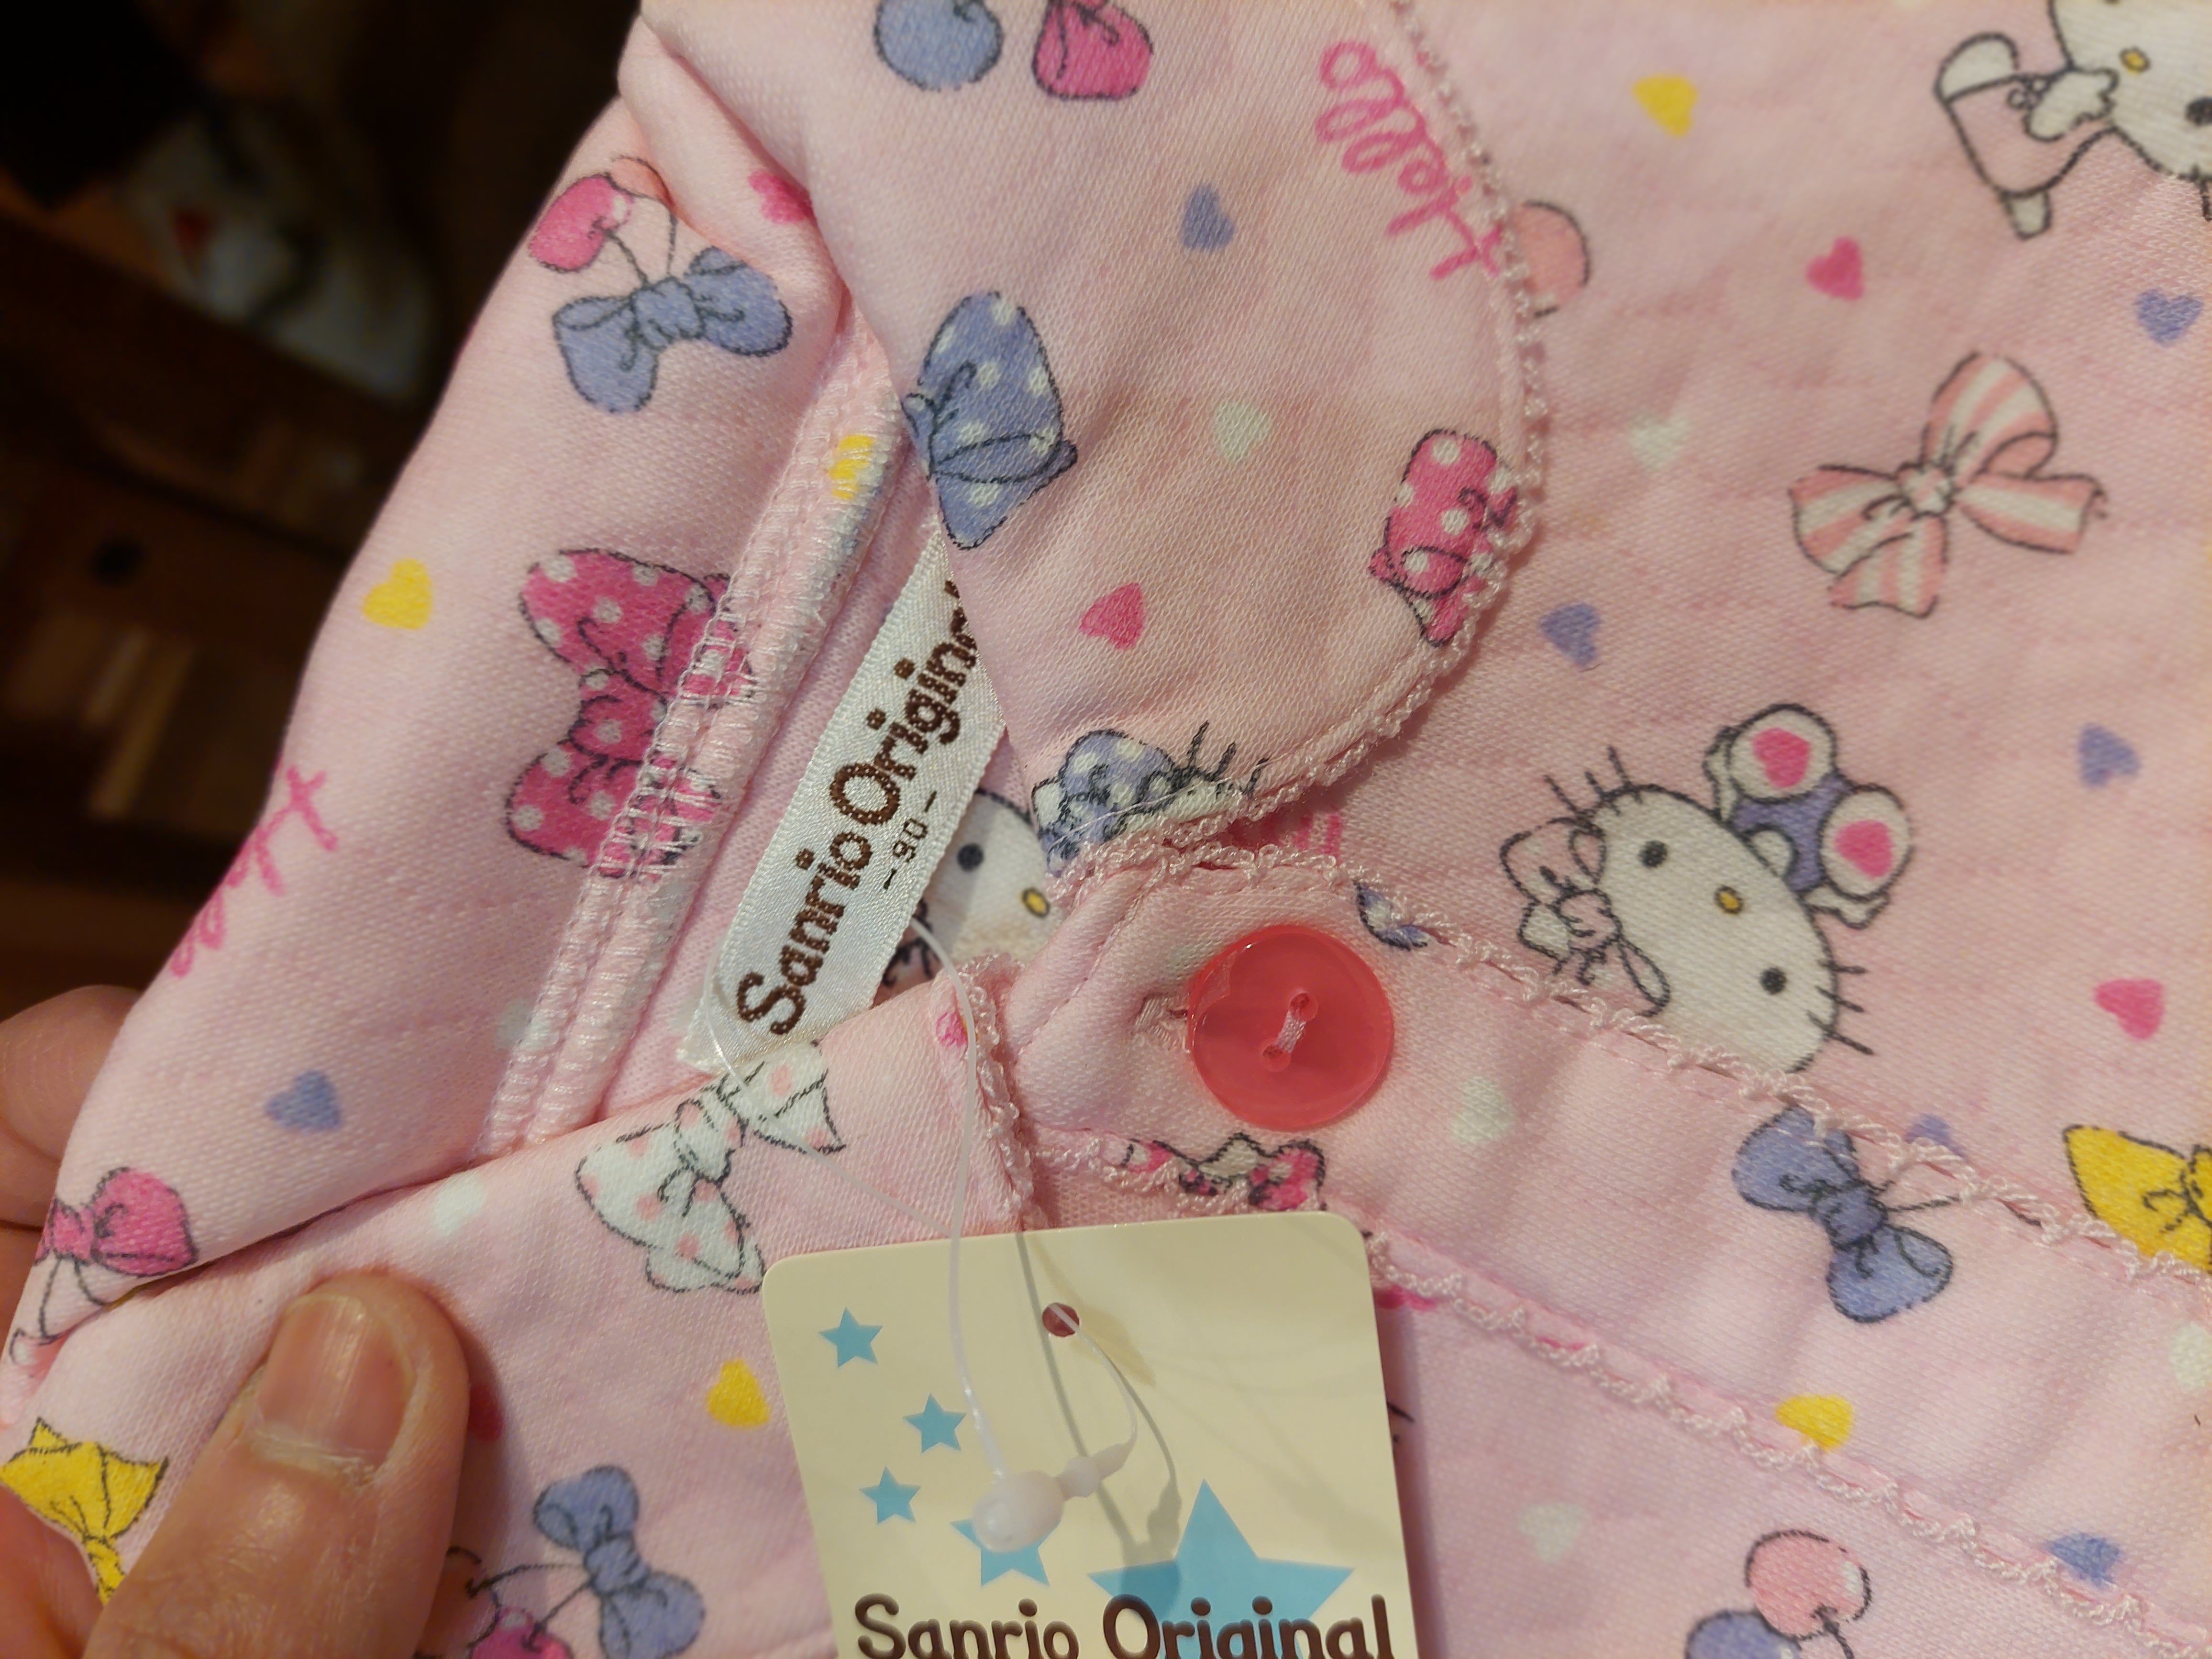 Hello
Sanrio Original
-90-
Sanrio Original